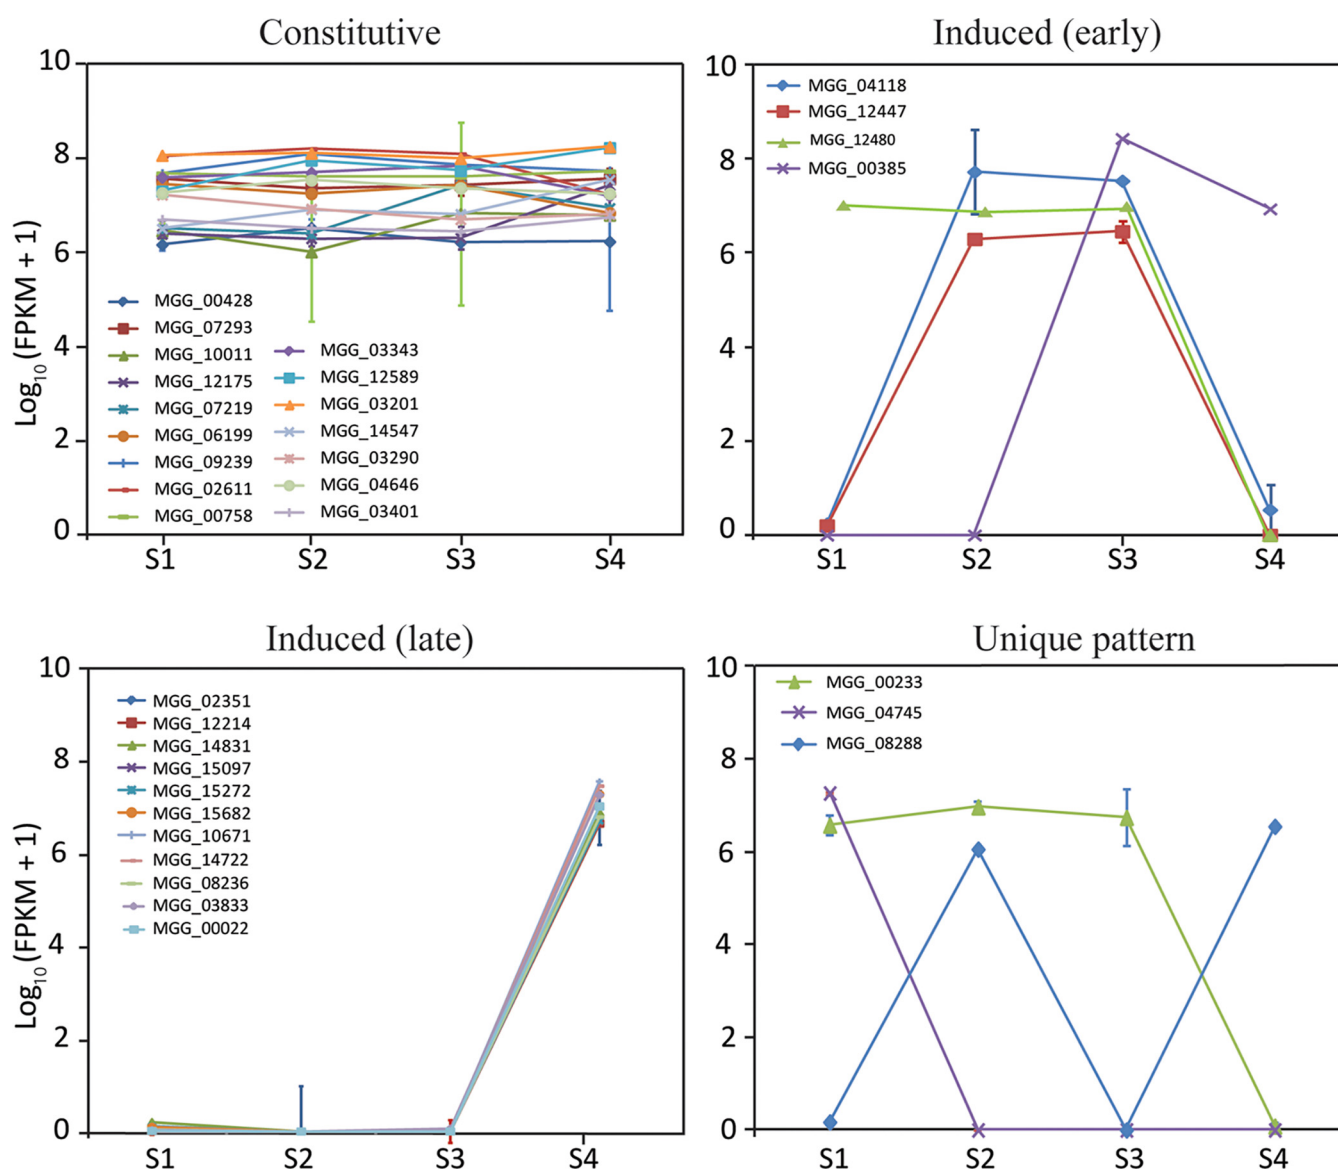 Constitutive
10
8
6
4
2
0
Log10 (FPKM + 1)
MGG_00428
MGG_07293
MGG_10011
MGG_12175
MGG_07219
MGG_06199
MGG_09239
MGG_02611
MGG_00758
MGG_03343
MGG_12589
MGG_03201
MGG_14547
MGG_03290
MGG_04646
MGG_03401
S1 S2 S3 S4
Induced (early)
10
8
6
4
2
0
MGG_04118
MGG_12447
MGG_12480
MGG_00385
S1 S2 S3 S4
Induced (late)
10
8
6
4
2
0
Log10 (FPKM + 1)
MGG_02351
MGG_12214
MGG_14831
MGG_15097
MGG_15272
MGG_15682
MGG_10671
MGG_14722
MGG_08236
MGG_03833
MGG_00022
S1 S2 S3 S4
Unique pattern
10
8
6
4
2
0
MGG_00233
MGG_04745
MGG_08288
S1 S2 S3 S4